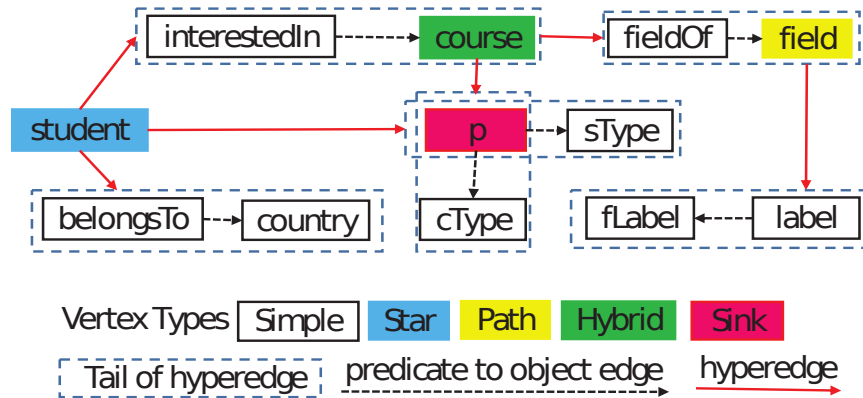 interestedIn course fieldOf field
student p sType
belongsTo country cType fLabel label
Vertex Types Simple Star Path Hybrid Sink
Tail of hyperedge predicate to object edge hyperedge